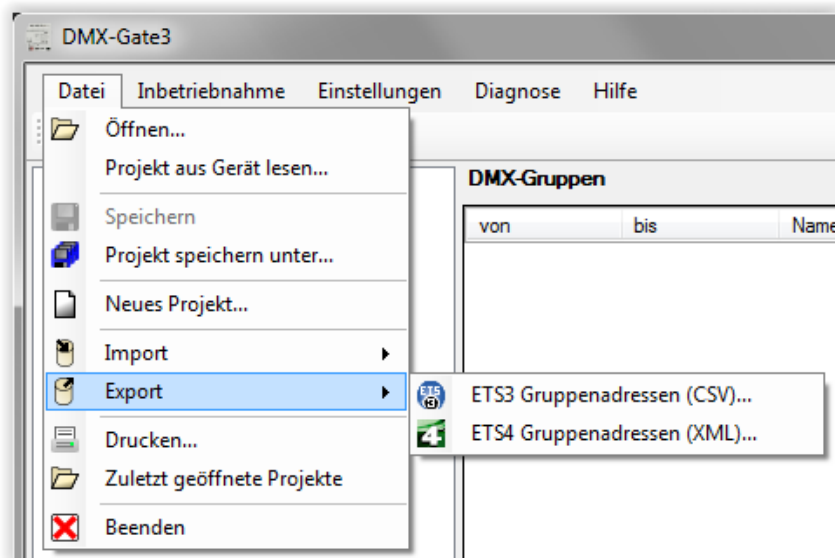 DMX-Gate3
Datei Inbetriebnahme Einstellungen Diagnose Hilfe
Öffnen...
Projekt aus Gerät lesen...
Speichern
Projekt speichern unter...
Neues Projekt...
Import
Export
Drucken...
Zuletzt geöffnete Projekte
Beenden
ETS3 Gruppenadressen (CSV)...
ETS4 Gruppenadressen (XML)...
DMX-Gruppen
von bis Name